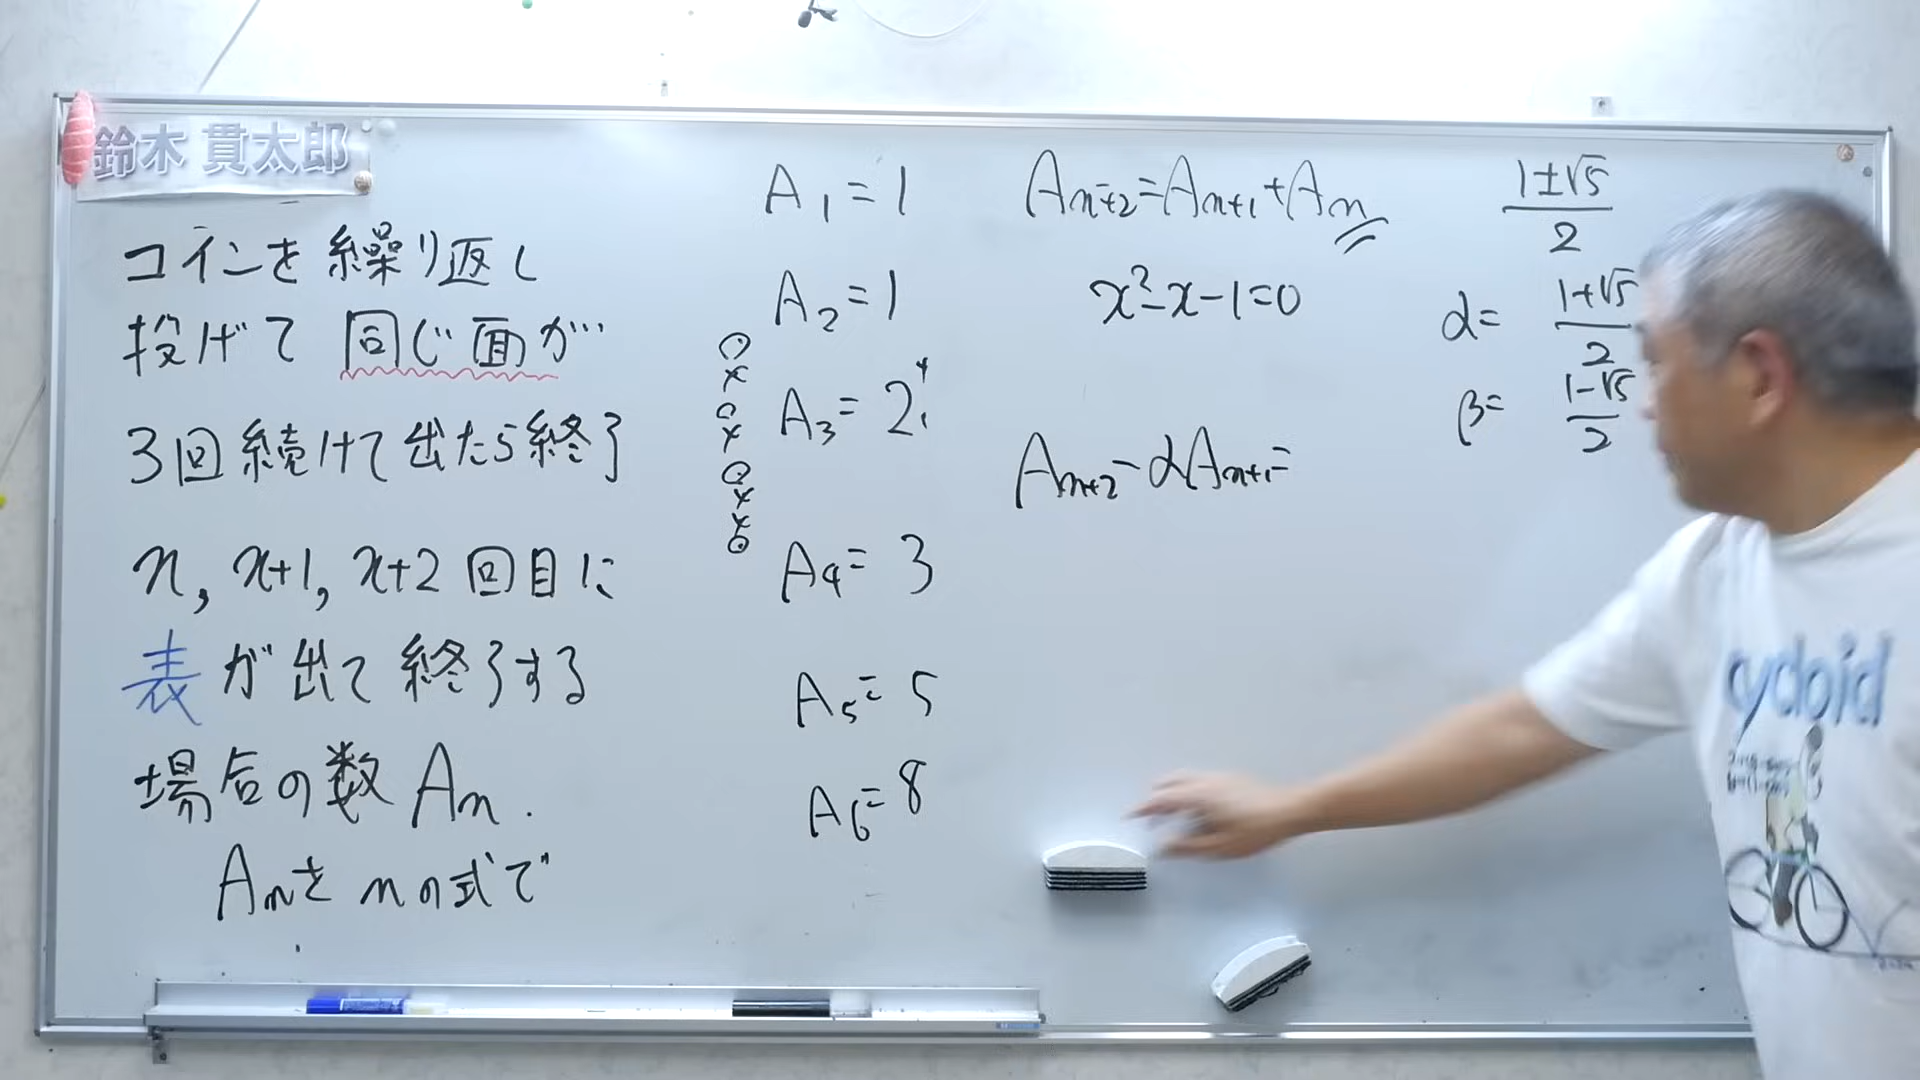 鈴木 貫太郎
コインを繰り返し
投げて 同じ面が
3回続けて出たら終了
n, n+1, n+2 回目に
表が出て終了する
場合の数 Aₙ.
Aₙをnの式で
A₁=1
A₂=1
○
×
○
×
○
×
×
○
A₃=2
A₄=3
A₅=5
A₆=8
Aₙ₊₂=Aₙ₊₁+Aₙ
x²-x-1=0
Aₙ₊₂-αAₙ₊₁=
(1±√5)/2
α= (1+√5)/2
β= (1-√5)/2
cycloid